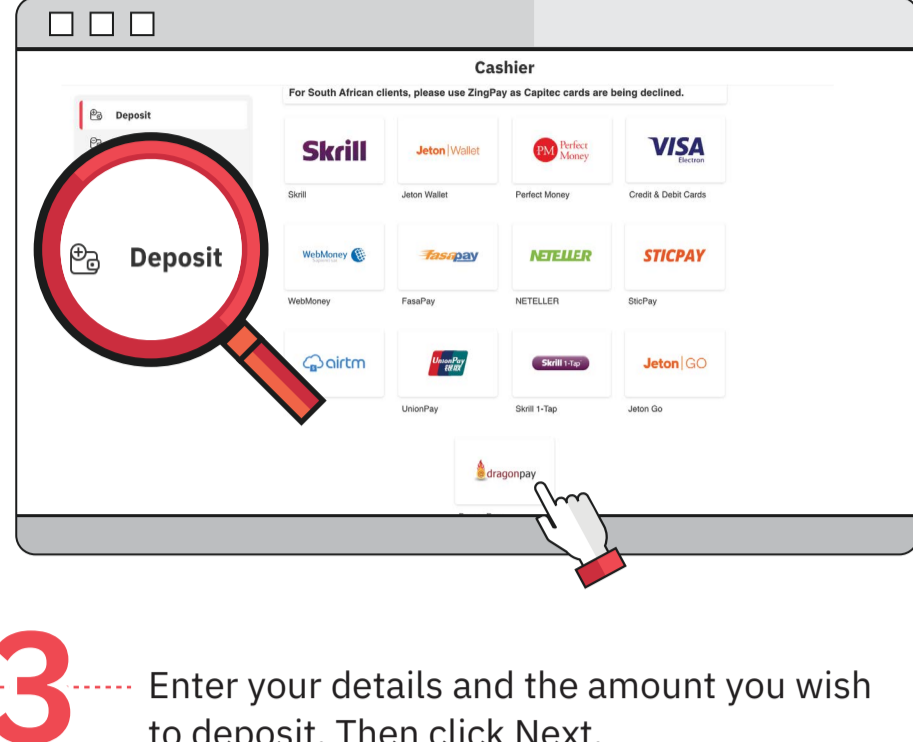 Cashier
For South African clients, please use ZingPay as Capitec cards are being declined.
Deposit
Deposit
Skrill
Jeton Wallet
PM Perfect Money
VISA Electron
Skrill
Jeton Wallet
Perfect Money
Credit & Debit Cards
WebMoney
fasapay
NETELLER
STICPAY
WebMoney
FasaPay
NETELLER
SticPay
airtm
UnionPay 银联
Skrill 1-Tap
Jeton GO
UnionPay
Skrill 1-Tap
Jeton Go
dragonpay
3
Enter your details and the amount you wish
to deposit. Then click Next.